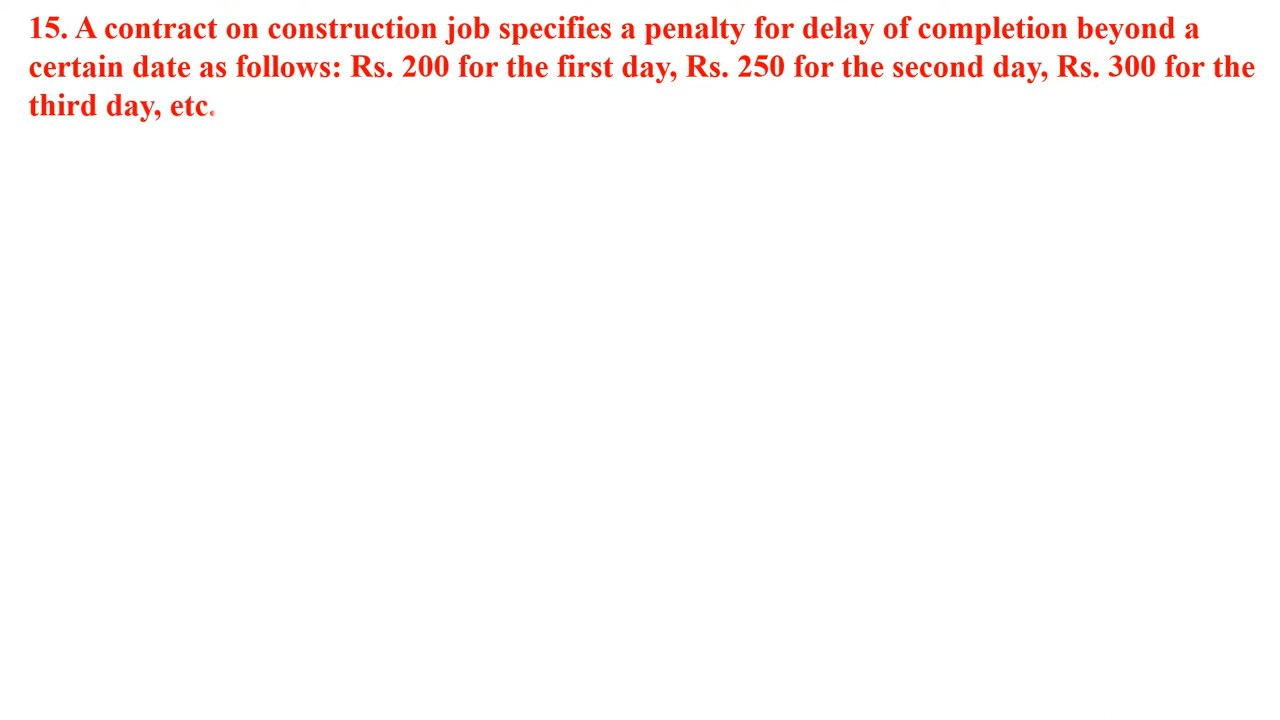 15. A contract on construction job specifies a penalty for delay of completion beyond a
certain date as follows: Rs. 200 for the first day, Rs. 250 for the second day, Rs. 300 for the
third day, etc.